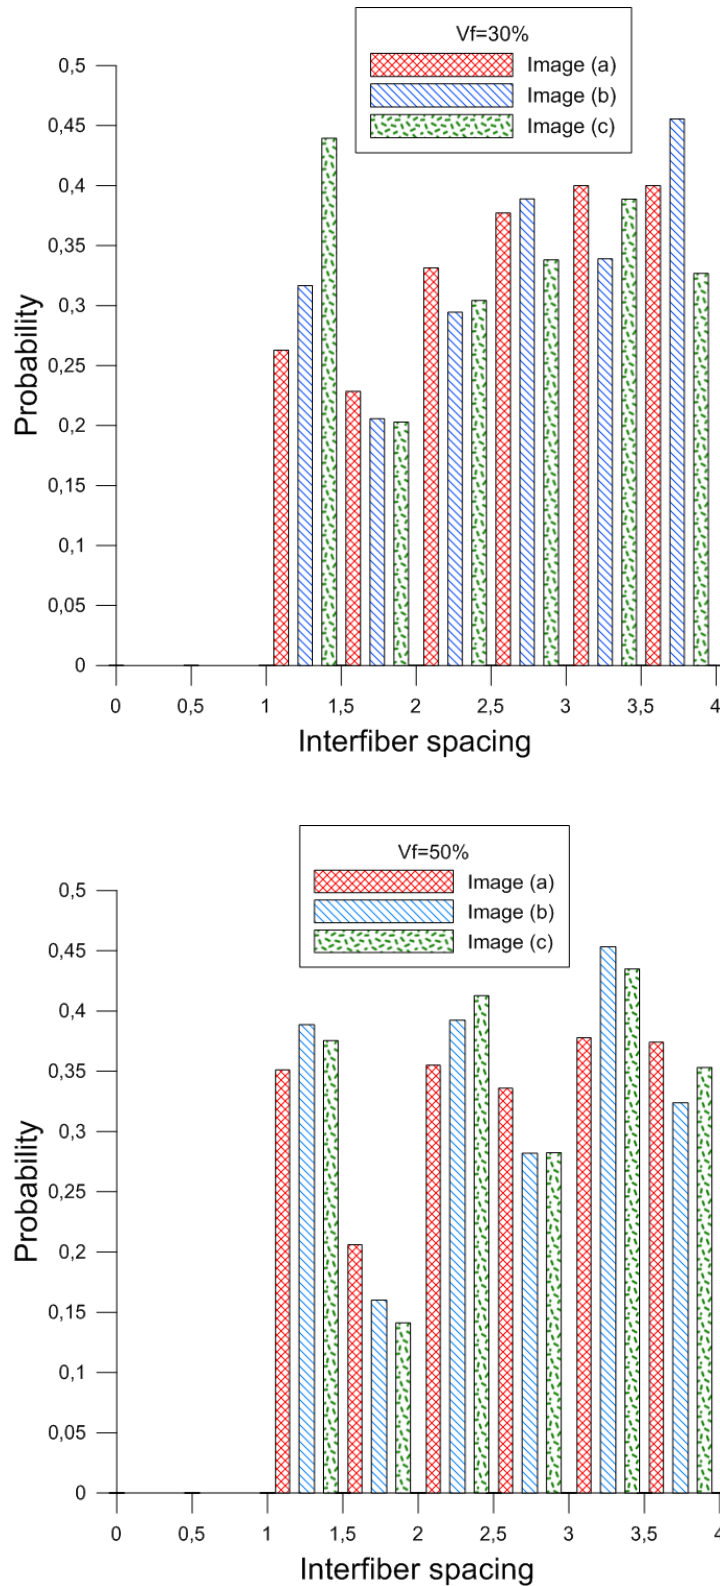 Vf=30%
Image (a)
Image (b)
Image (c)
0,5
0,45
0,4
0,35
0,3
0,25
0,2
0,15
0,1
0,05
0
Probability
0 0,5 1 1,5 2 2,5 3 3,5 4
Interfiber spacing
Vf=50%
Image (a)
Image (b)
Image (c)
0,5
0,45
0,4
0,35
0,3
0,25
0,2
0,15
0,1
0,05
0
Probability
0 0,5 1 1,5 2 2,5 3 3,5 4
Interfiber spacing